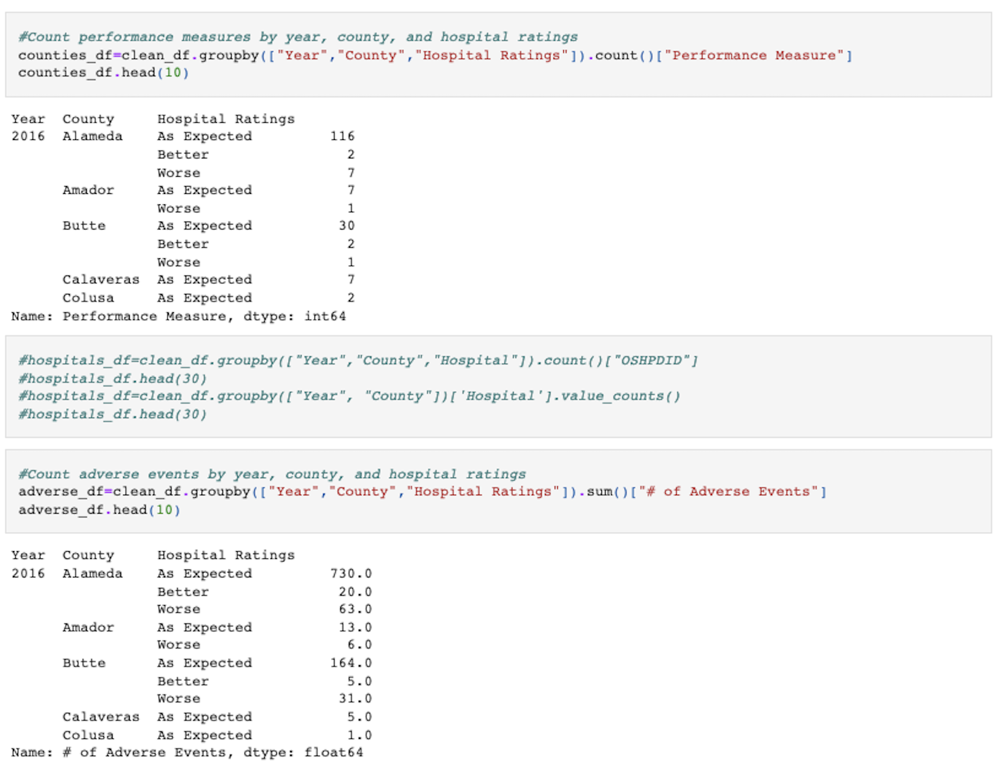 #Count performance measures by year, county, and hospital ratings
counties_df=clean_df.groupby(["Year","County","Hospital Ratings"]).count()["Performance Measure"]
counties_df.head(10)
Year  County     Hospital Ratings
2016  Alameda    As Expected         116
                 Better                2
                 Worse                 7
      Amador     As Expected           7
                 Worse                 1
      Butte      As Expected          30
                 Better                2
                 Worse                 1
      Calaveras  As Expected           7
      Colusa     As Expected           2
Name: Performance Measure, dtype: int64
#hospitals_df=clean_df.groupby(["Year","County","Hospital"]).count()["OSHPDID"]
#hospitals_df.head(30)
#hospitals_df=clean_df.groupby(["Year", "County"])['Hospital'].value_counts()
#hospitals_df.head(30)
#Count adverse events by year, county, and hospital ratings
adverse_df=clean_df.groupby(["Year","County","Hospital Ratings"]).sum()["# of Adverse Events"]
adverse_df.head(10)
Year  County     Hospital Ratings
2016  Alameda    As Expected         730.0
                 Better               20.0
                 Worse                63.0
      Amador     As Expected          13.0
                 Worse                 6.0
      Butte      As Expected         164.0
                 Better                5.0
                 Worse                31.0
      Calaveras  As Expected           5.0
      Colusa     As Expected           1.0
Name: # of Adverse Events, dtype: float64